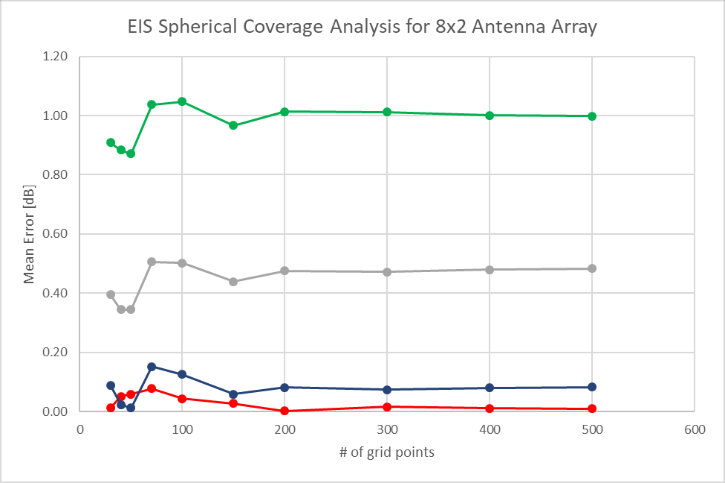 EIS Spherical Coverage Analysis for 8x2 Antenna Array
1.20
1.00
0.80
0.60
0.40
0.20
0.00
Mean Error [dB]
0 100 200 300 400 500 600
# of grid points